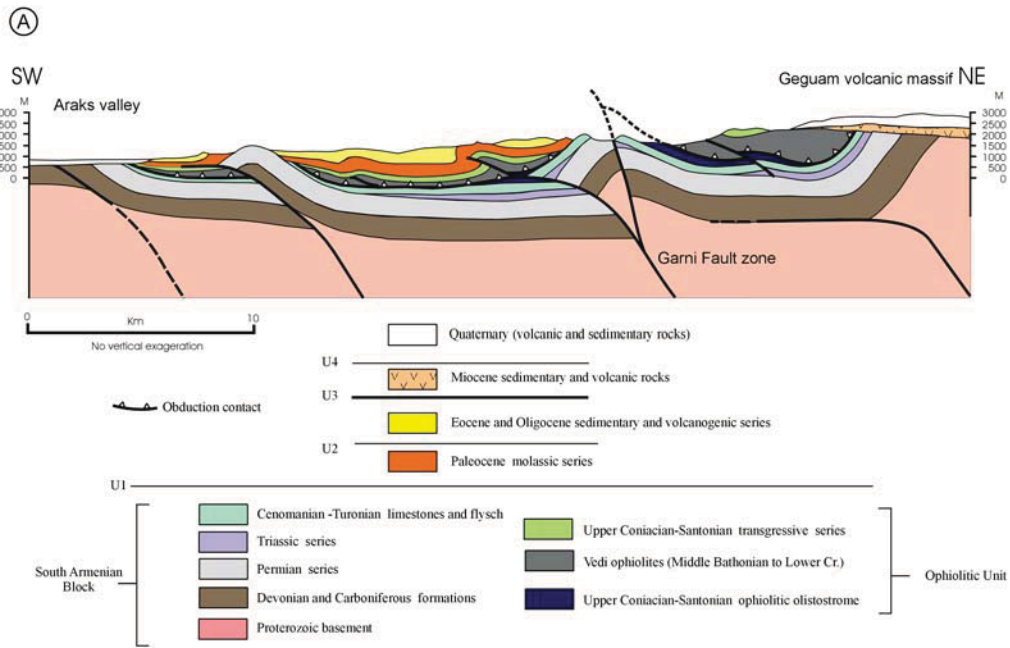 A
SW
Araks valley
Geguam volcanic massif NE
M
3000
2500
2000
1500
1000
500
0
M
3000
2500
2000
1500
1000
500
0
Garni Fault zone
0 Km 10
No vertical exageration
Obduction contact
Quaternary (volcanic and sedimentary rocks)
U4
Miocene sedimentary and volcanic rocks
U3
Eocene and Oligocene sedimentary and volcanogenic series
U2
Paleocene molassic series
U1
South Armenian
Block
Cenomanian -Turonian limestones and flysch
Triassic series
Permian series
Devonian and Carboniferous formations
Proterozoic basement
Upper Coniacian-Santonian transgressive series
Vedi ophiolites (Middle Bathonian to Lower Cr.)
Upper Coniacian-Santonian ophiolitic olistostrome
Ophiolitic Unit